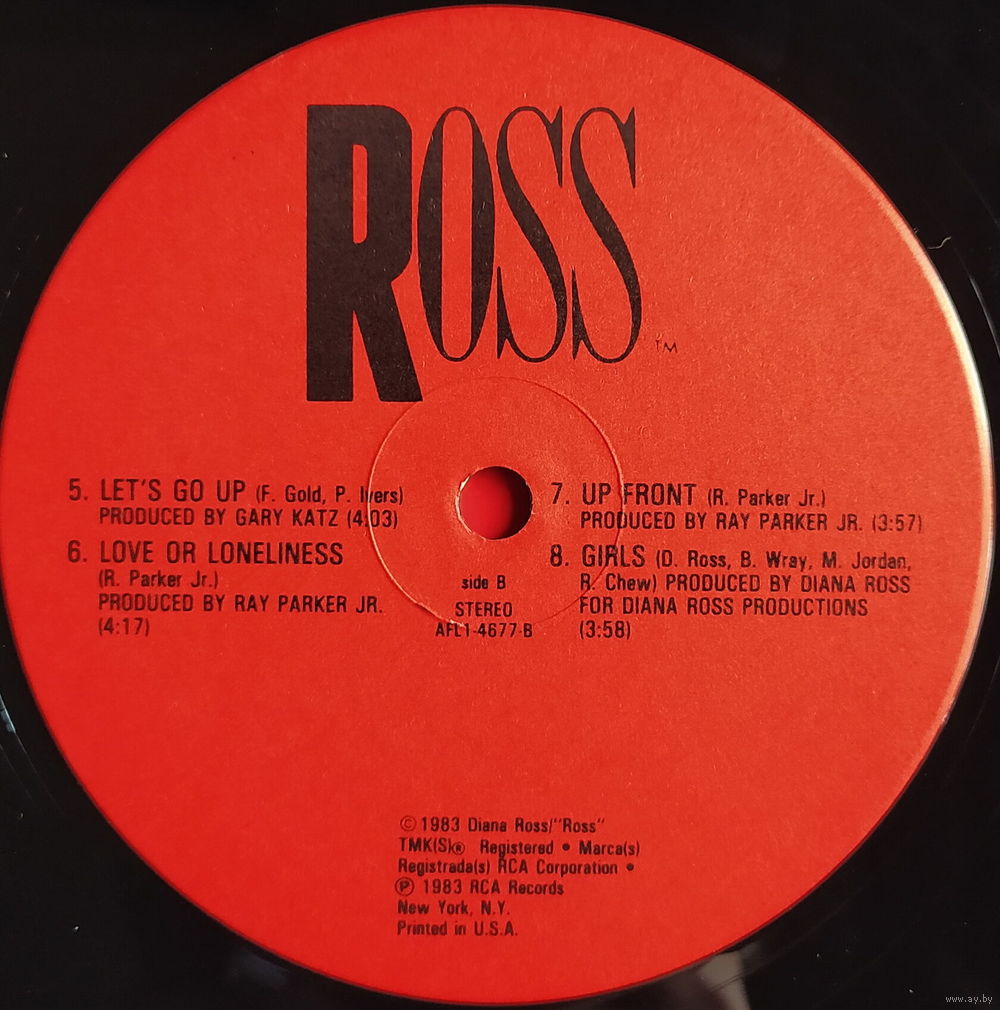 ROSS
TM
5. LET'S GO UP (F. Gold, P. Ivers)
PRODUCED BY GARY KATZ (4:03)
6. LOVE OR LONELINESS
(R. Parker Jr.)
PRODUCED BY RAY PARKER JR.
(4:17)
side B
STEREO
AFL1-4677-B
7. UP FRONT (R. Parker Jr.)
PRODUCED BY RAY PARKER JR. (3:57)
8. GIRLS (D. Ross, B. Wray, M. Jordan,
R. Chew) PRODUCED BY DIANA ROSS
FOR DIANA ROSS PRODUCTIONS
(3:58)
© 1983 Diana Ross/"Ross"
TMK(S)® Registered • Marca(s)
Registrada(s) RCA Corporation •
℗ 1983 RCA Records
New York, N.Y.
Printed in U.S.A.
www.ay.by